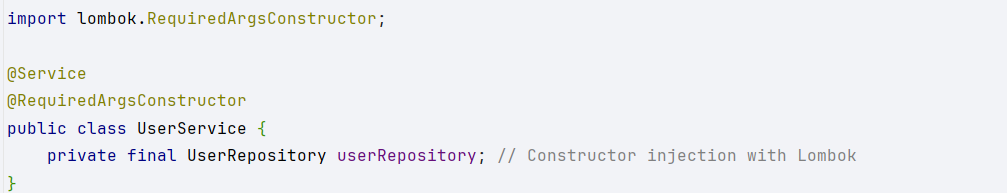 import lombok.RequiredArgsConstructor;
@Service
@RequiredArgsConstructor
public class UserService {
    private final UserRepository userRepository; // Constructor injection with Lombok
}